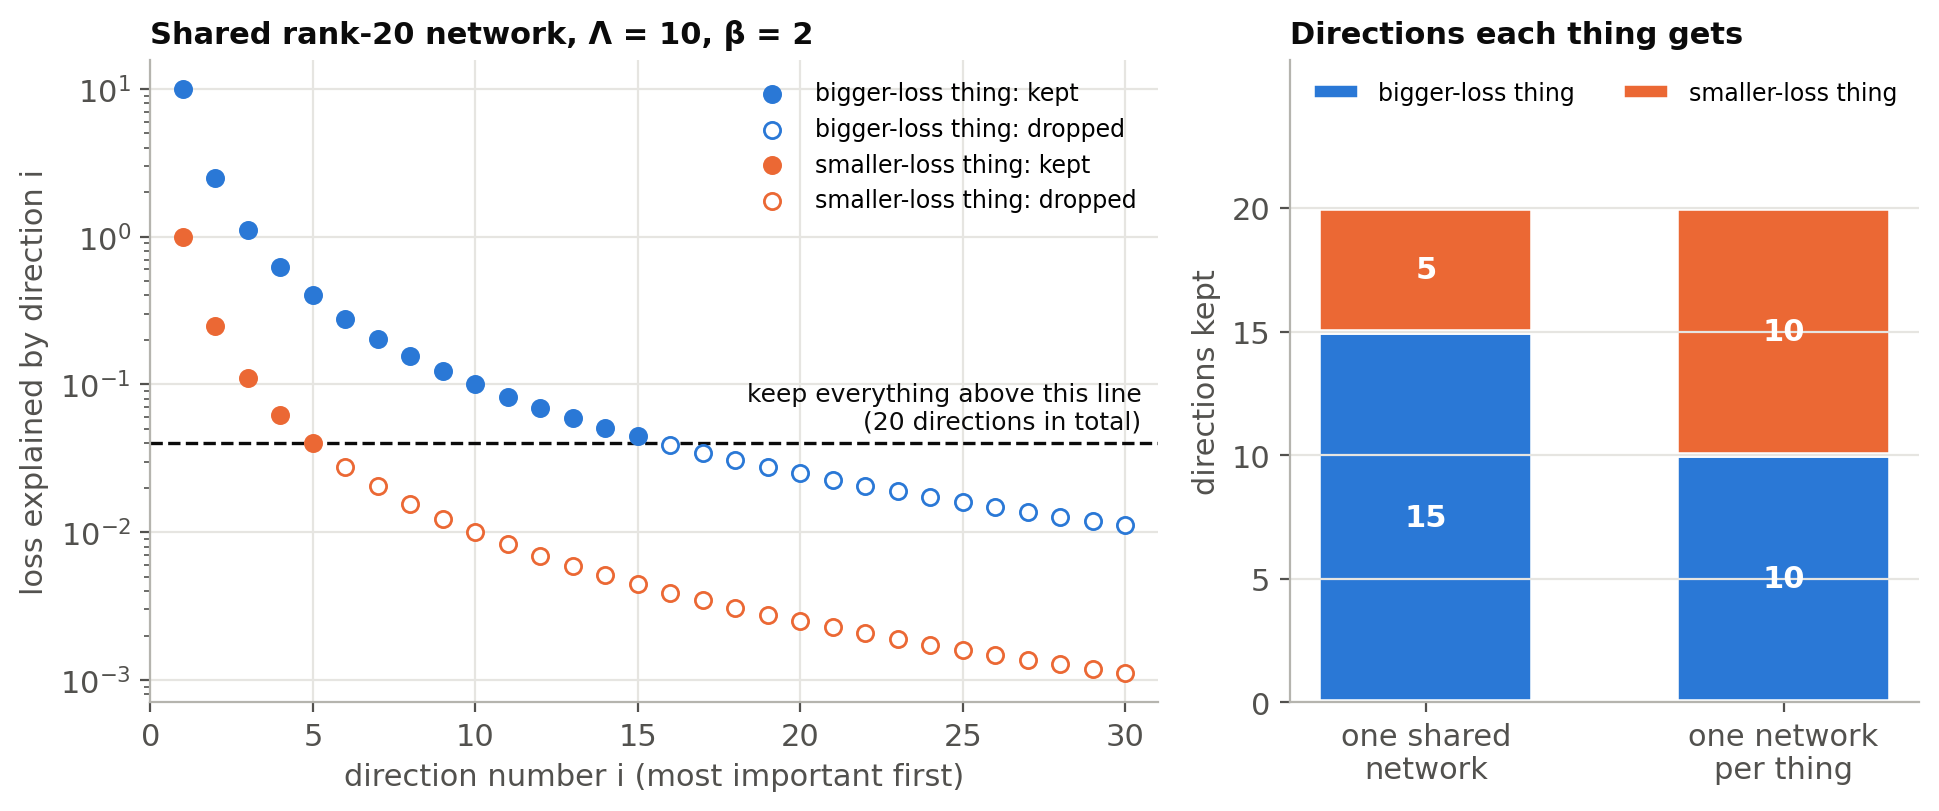 Shared rank-20 network, Λ = 10, β = 2
loss explained by direction i
10¹
10⁰
10⁻¹
10⁻²
10⁻³
bigger-loss thing: kept
bigger-loss thing: dropped
smaller-loss thing: kept
smaller-loss thing: dropped
keep everything above this line
(20 directions in total)
0 5 10 15 20 25 30
direction number i (most important first)
Directions each thing gets
bigger-loss thing smaller-loss thing
directions kept
20
15
10
5
0
5
15
10
10
one shared
network
one network
per thing